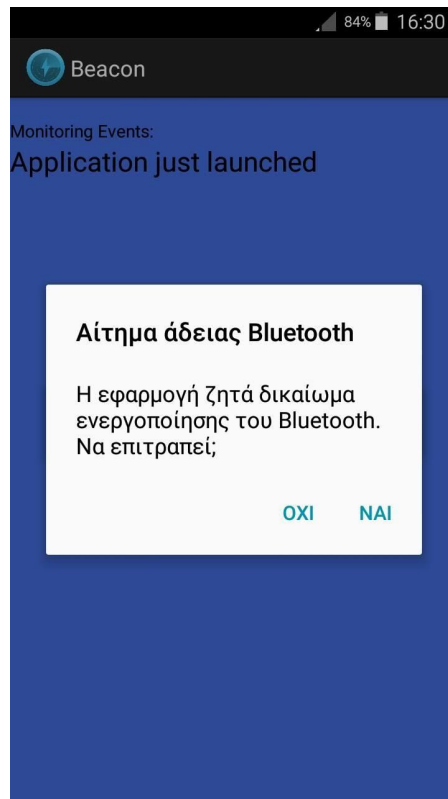 84% 16:30
Beacon
Monitoring Events:
Application just launched
Αίτημα άδειας Bluetooth
Η εφαρμογή ζητά δικαίωμα
ενεργοποίησης του Bluetooth.
Να επιτραπεί;
ΟΧΙ ΝΑΙ